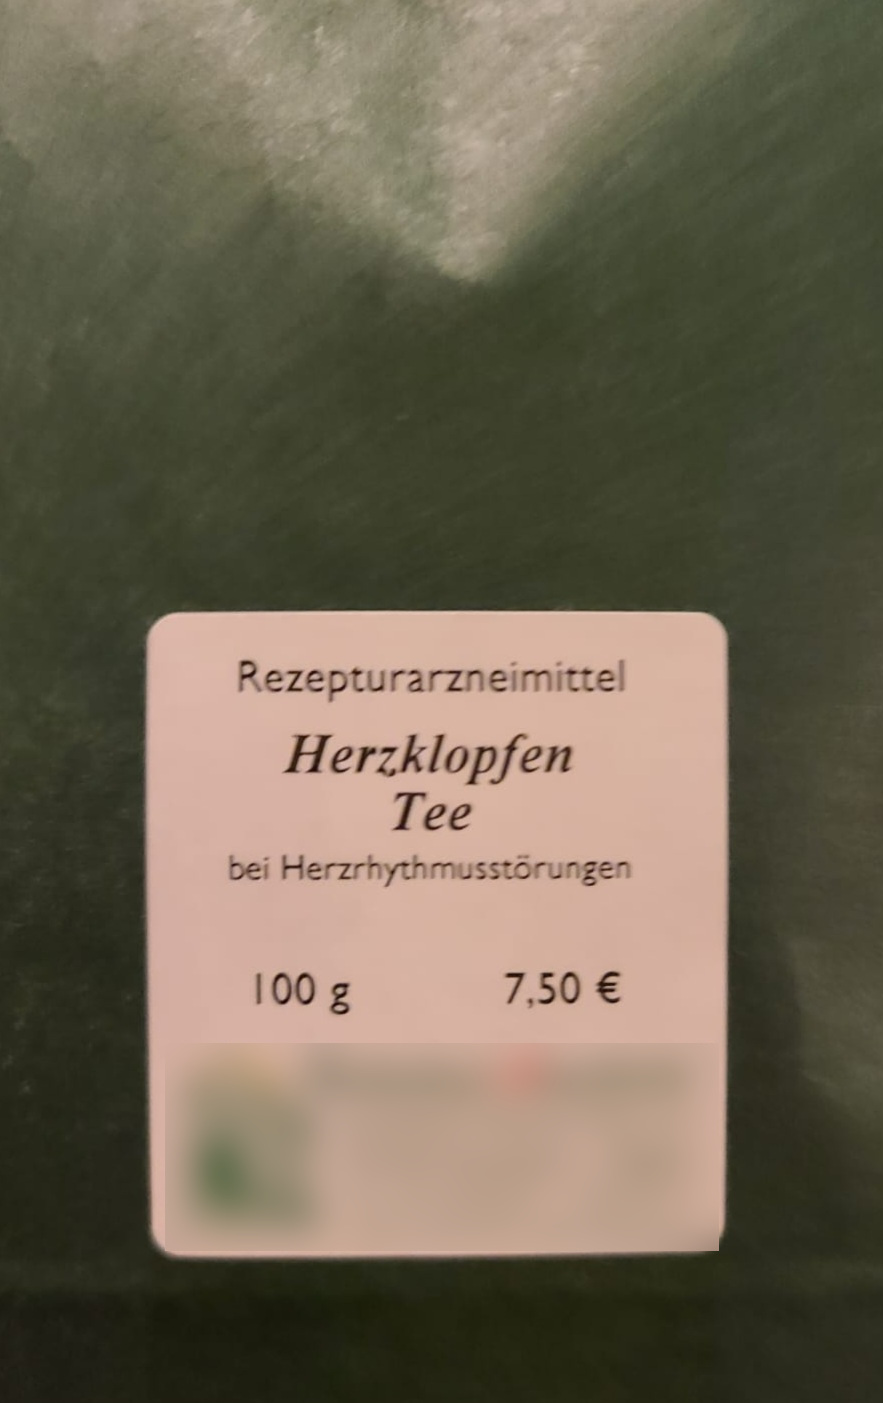 Rezepturarzneimittel
Herzklopfen
Tee
bei Herzrhythmusstörungen
100 g 7,50 €